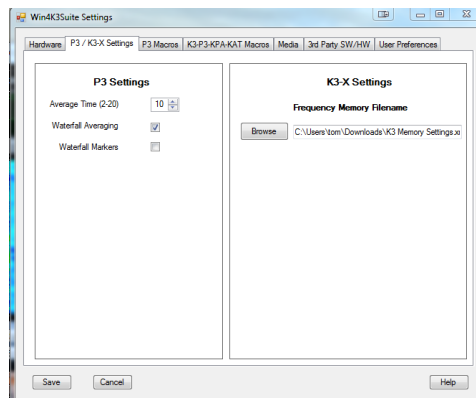 Win4K3Suite Settings
Hardware P3 / K3-X Settings P3 Macros K3-P3-KPA-KAT Macros Media 3rd Party SW/HW User Preferences
P3 Settings
Average Time (2-20) 10
Waterfall Averaging
Waterfall Markers
K3-X Settings
Frequency Memory Filename
Browse C:\Users\tom\Downloads\K3 Memory Settings.x
Save Cancel Help